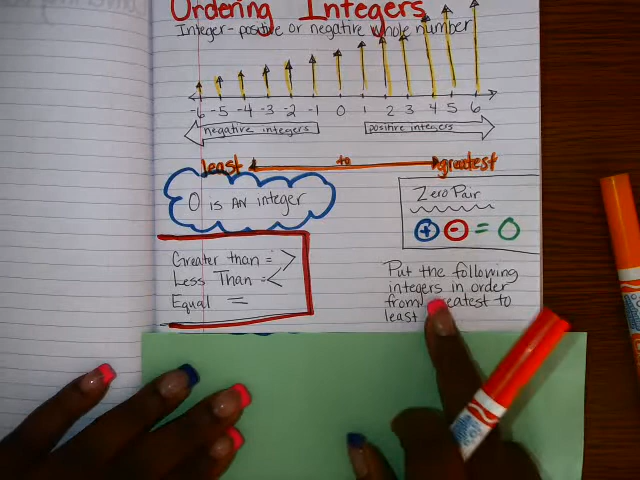 Ordering Integers
Integer- positive or negative whole number
-6 -5 -4 -3 -2 -1 0 1 2 3 4 5 6
negative integers positive integers
least to greatest
0 is an integer
Zero Pair
+ - = 0
Greater than = >
Less Than = <
Equal =
Put the following
integers in order
from greatest to
least